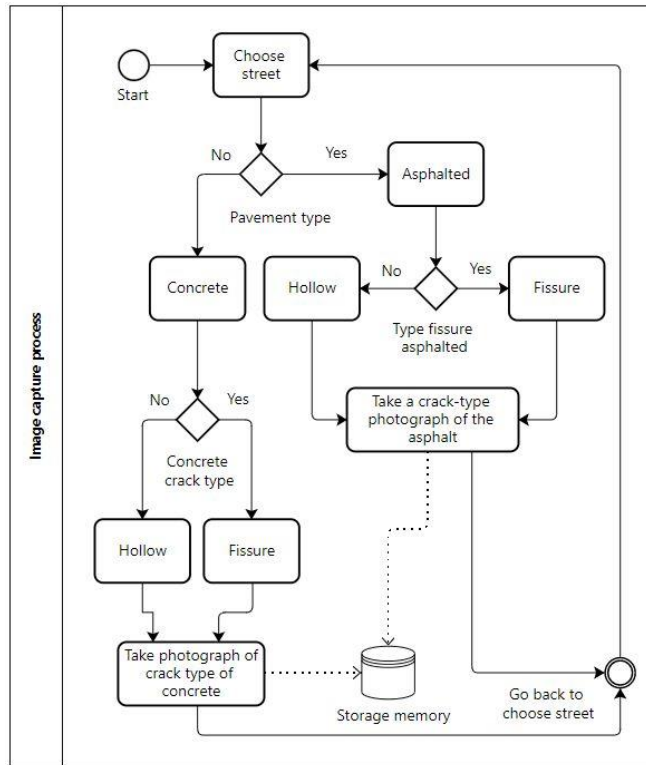 Image capture process
Choose
street
Start
No
Yes
Asphalted
Pavement type
Concrete
Hollow
No
Yes
Fissure
Type fissure
asphalted
Take a crack-type
photograph of the
asphalt
No
Yes
Concrete
crack type
Hollow
Fissure
Take photograph of
crack type of
concrete
Storage memory
Go back to
choose street